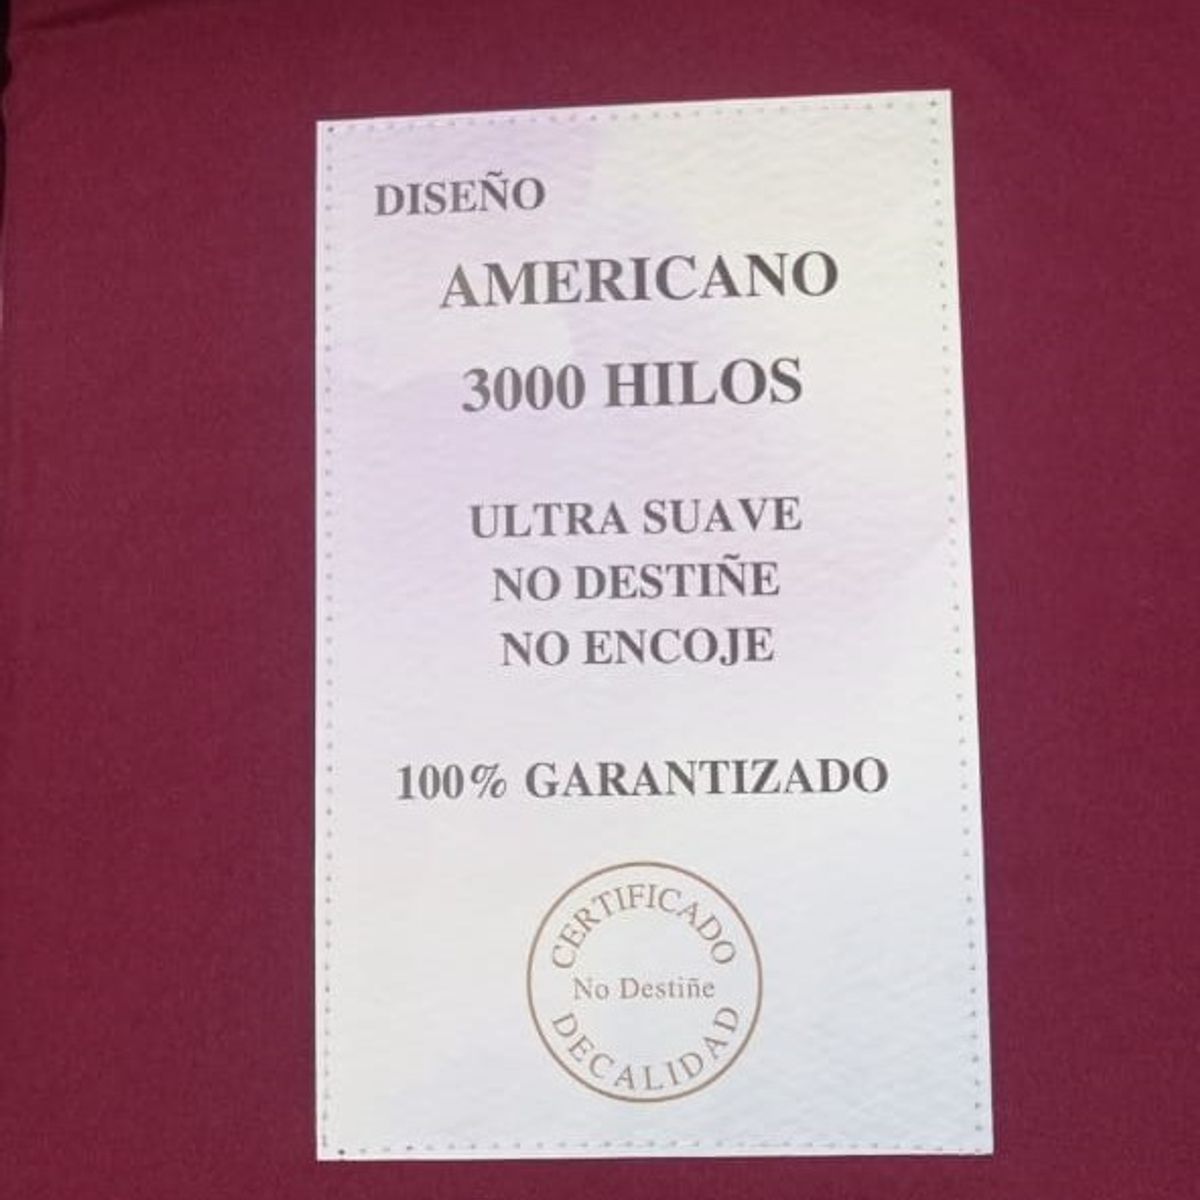 DISEÑO
AMERICANO
3000 HILOS
ULTRA SUAVE
NO DESTIÑE
NO ENCOJE
100% GARANTIZADO
CERTIFICADO
No Destiñe
DECALIDAD